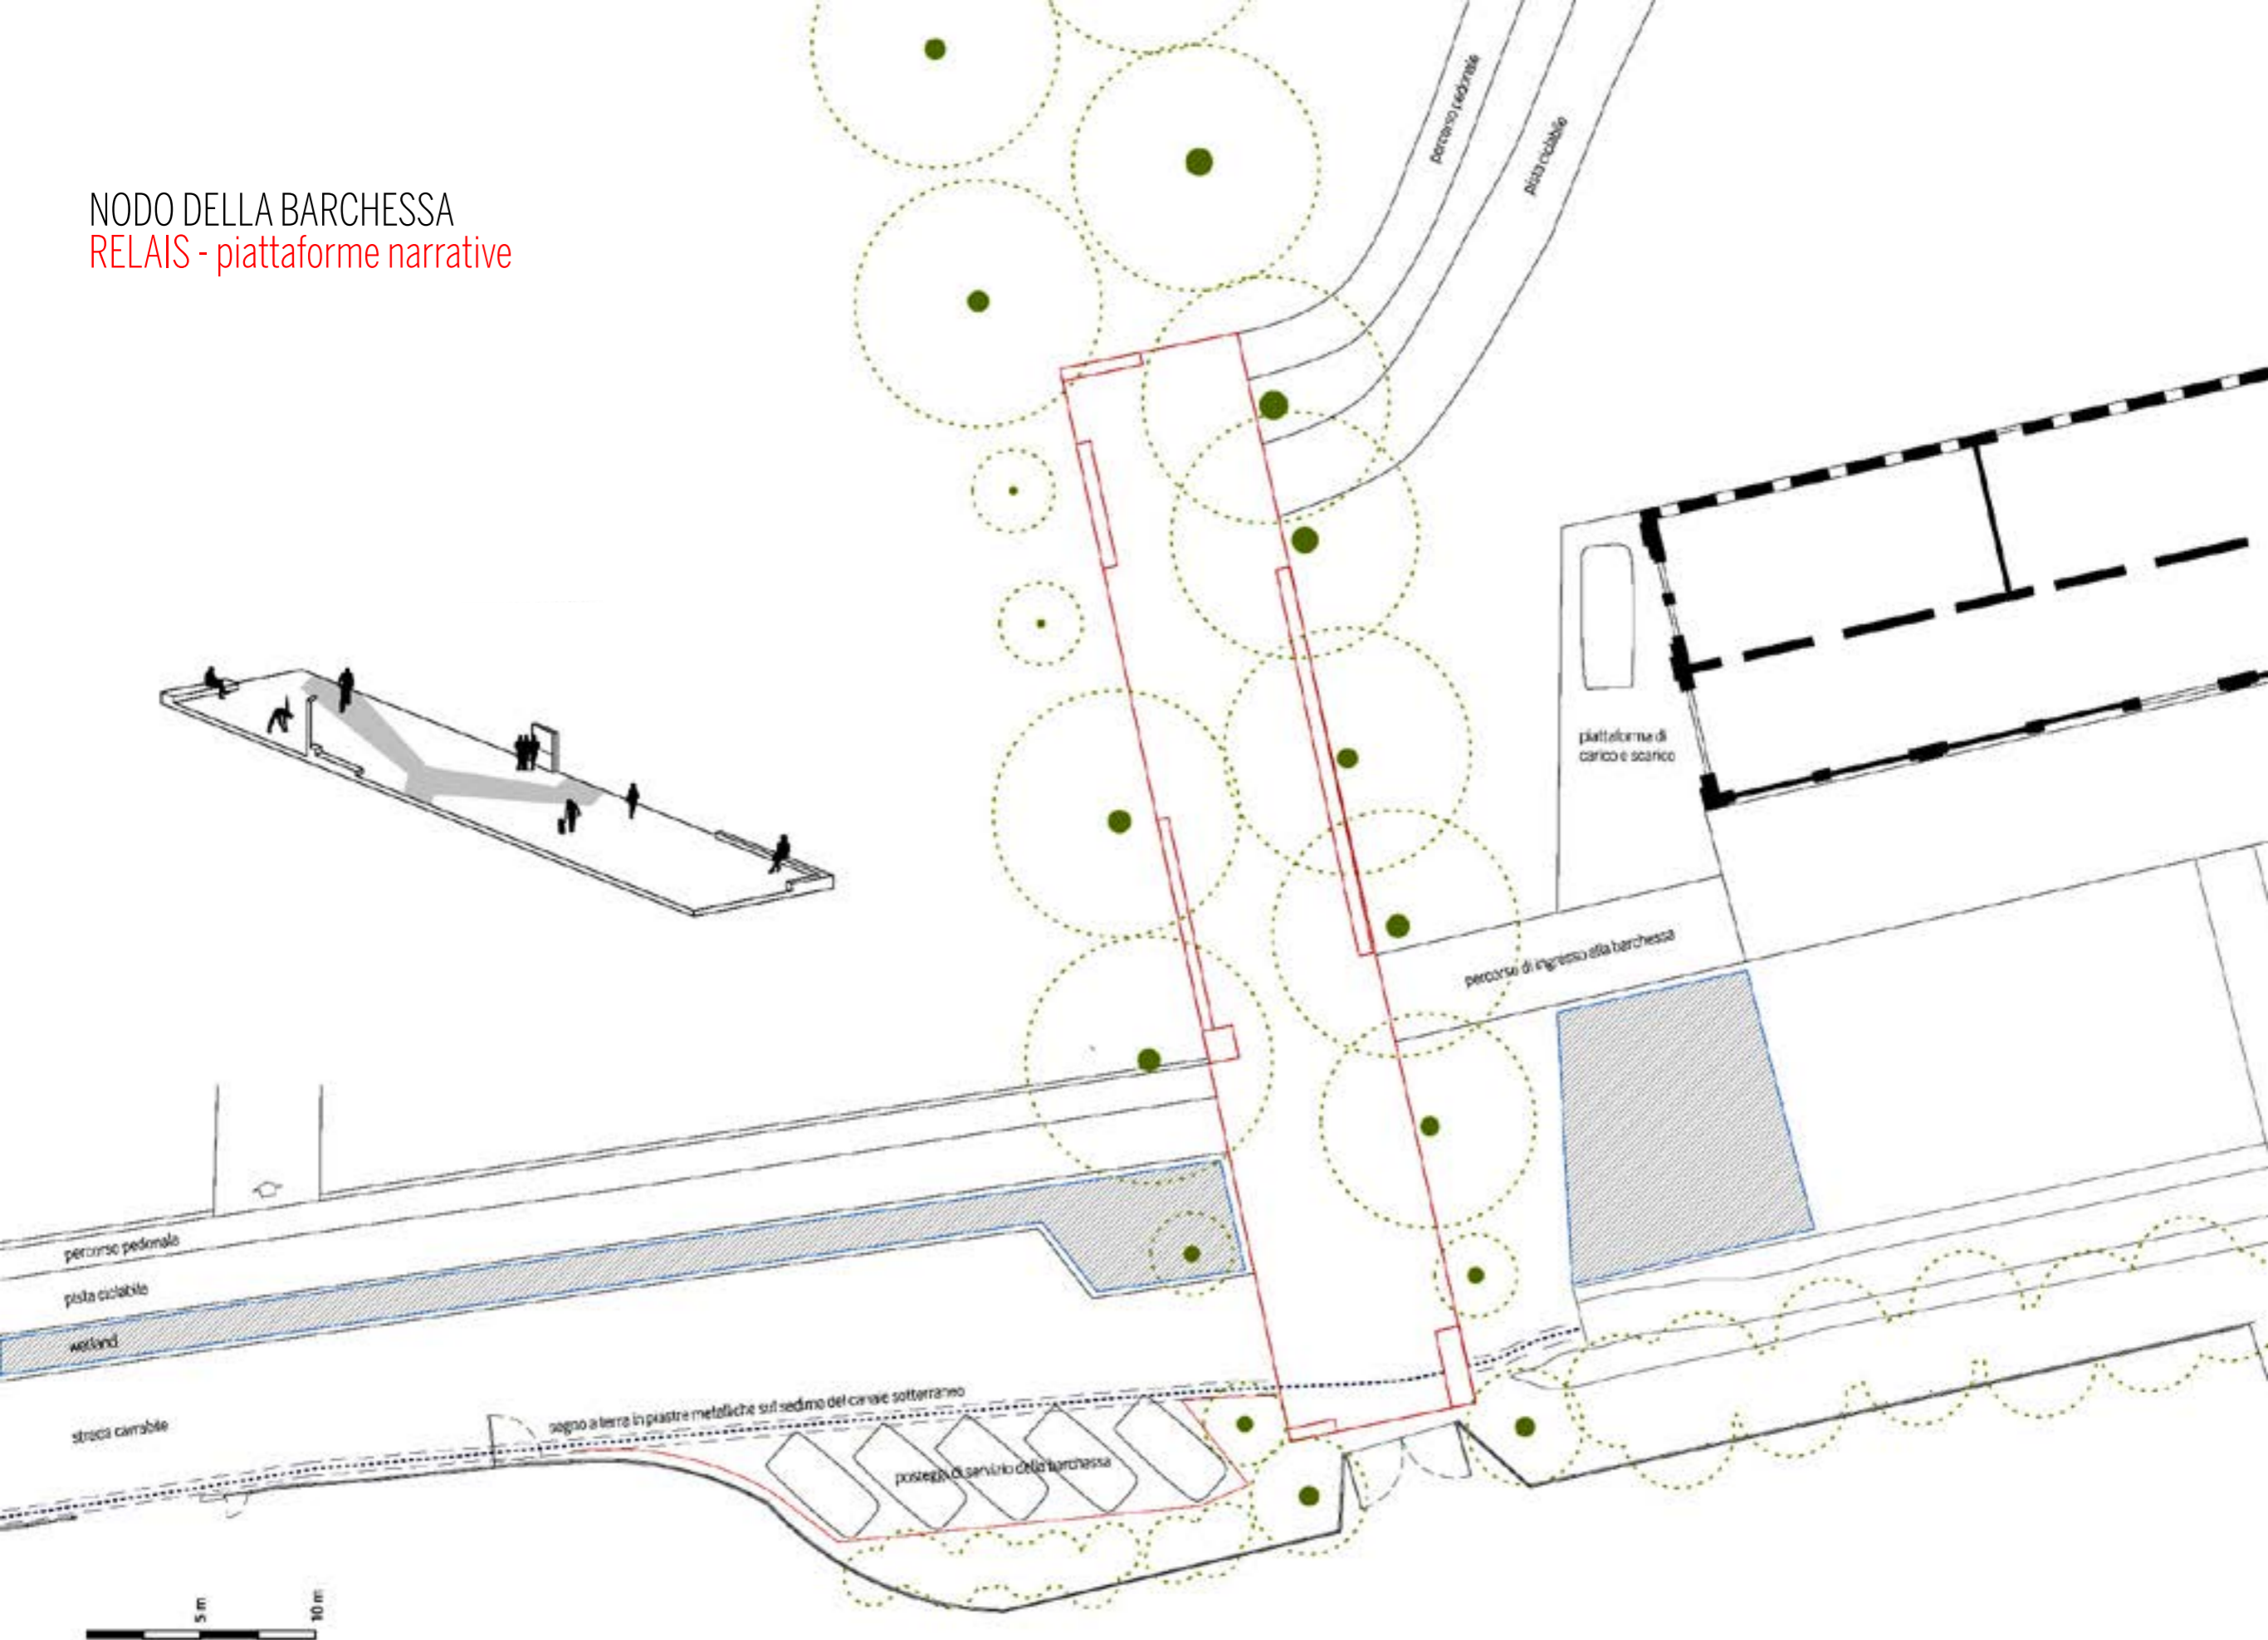 NODO DELLA BARCHESSA
RELAIS - piattaforme narrative
percorso pedonale
pista ciclabile
piattaforma di
carico e scarico
percorso di ingresso alla barchessa
percorso pedonale
pista ciclabile
wetland
strada carrabile
segno a terra in piastre metalliche sul sedime del canale sotterraneo
posteggi di servizio della barchessa
5 m
10 m